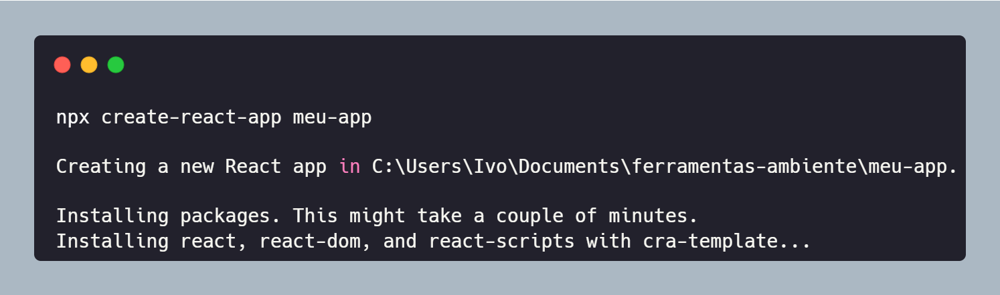 npx create-react-app meu-app
Creating a new React app in C:\Users\Ivo\Documents\ferramentas-ambiente\meu-app.
Installing packages. This might take a couple of minutes.
Installing react, react-dom, and react-scripts with cra-template...